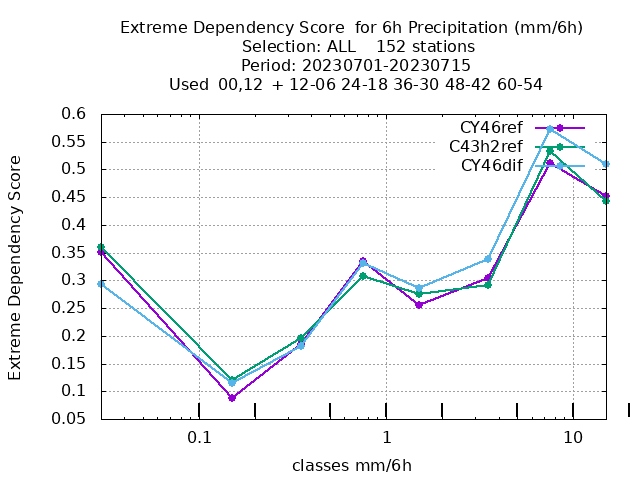 Extreme Dependency Score  for 6h Precipitation (mm/6h)
Selection: ALL    152 stations
Period: 20230701-20230715
Used  00,12  + 12-06 24-18 36-30 48-42 60-54
CY46ref
C43h2ref
CY46dif
Extreme Dependency Score
0.6
0.55
0.5
0.45
0.4
0.35
0.3
0.25
0.2
0.15
0.1
0.05
0.1
1
10
classes mm/6h